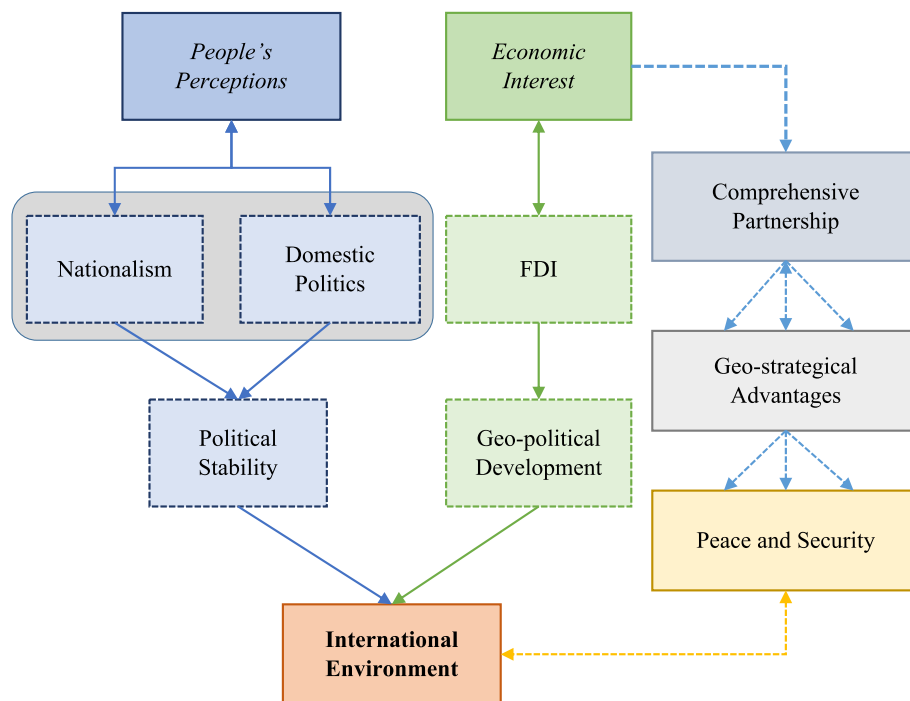 People’s
Perceptions
Economic
Interest
Comprehensive
Partnership
Nationalism
Domestic
Politics
FDI
Geo-strategical
Advantages
Political
Stability
Geo-political
Development
Peace and Security
International
Environment